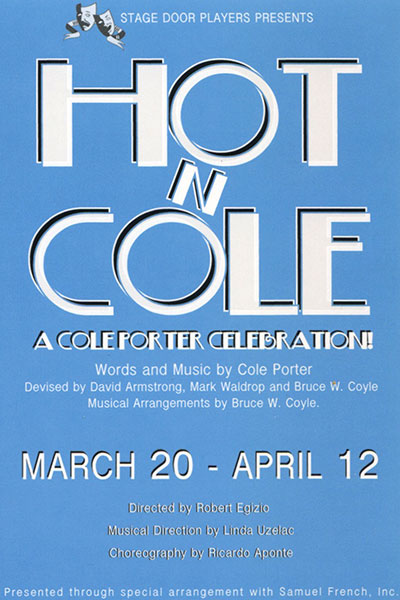 STAGE DOOR PLAYERS PRESENTS
HOT
N
COLE
A COLE PORTER CELEBRATION!
Words and Music by Cole Porter
Devised by David Armstrong, Mark Waldrop and Bruce W. Coyle
Musical Arrangements by Bruce W. Coyle.
MARCH 20 - APRIL 12
Directed by Robert Egizio
Musical Direction by Linda Uzelac
Choreography by Ricardo Aponte
Presented through special arrangement with Samuel French, Inc.